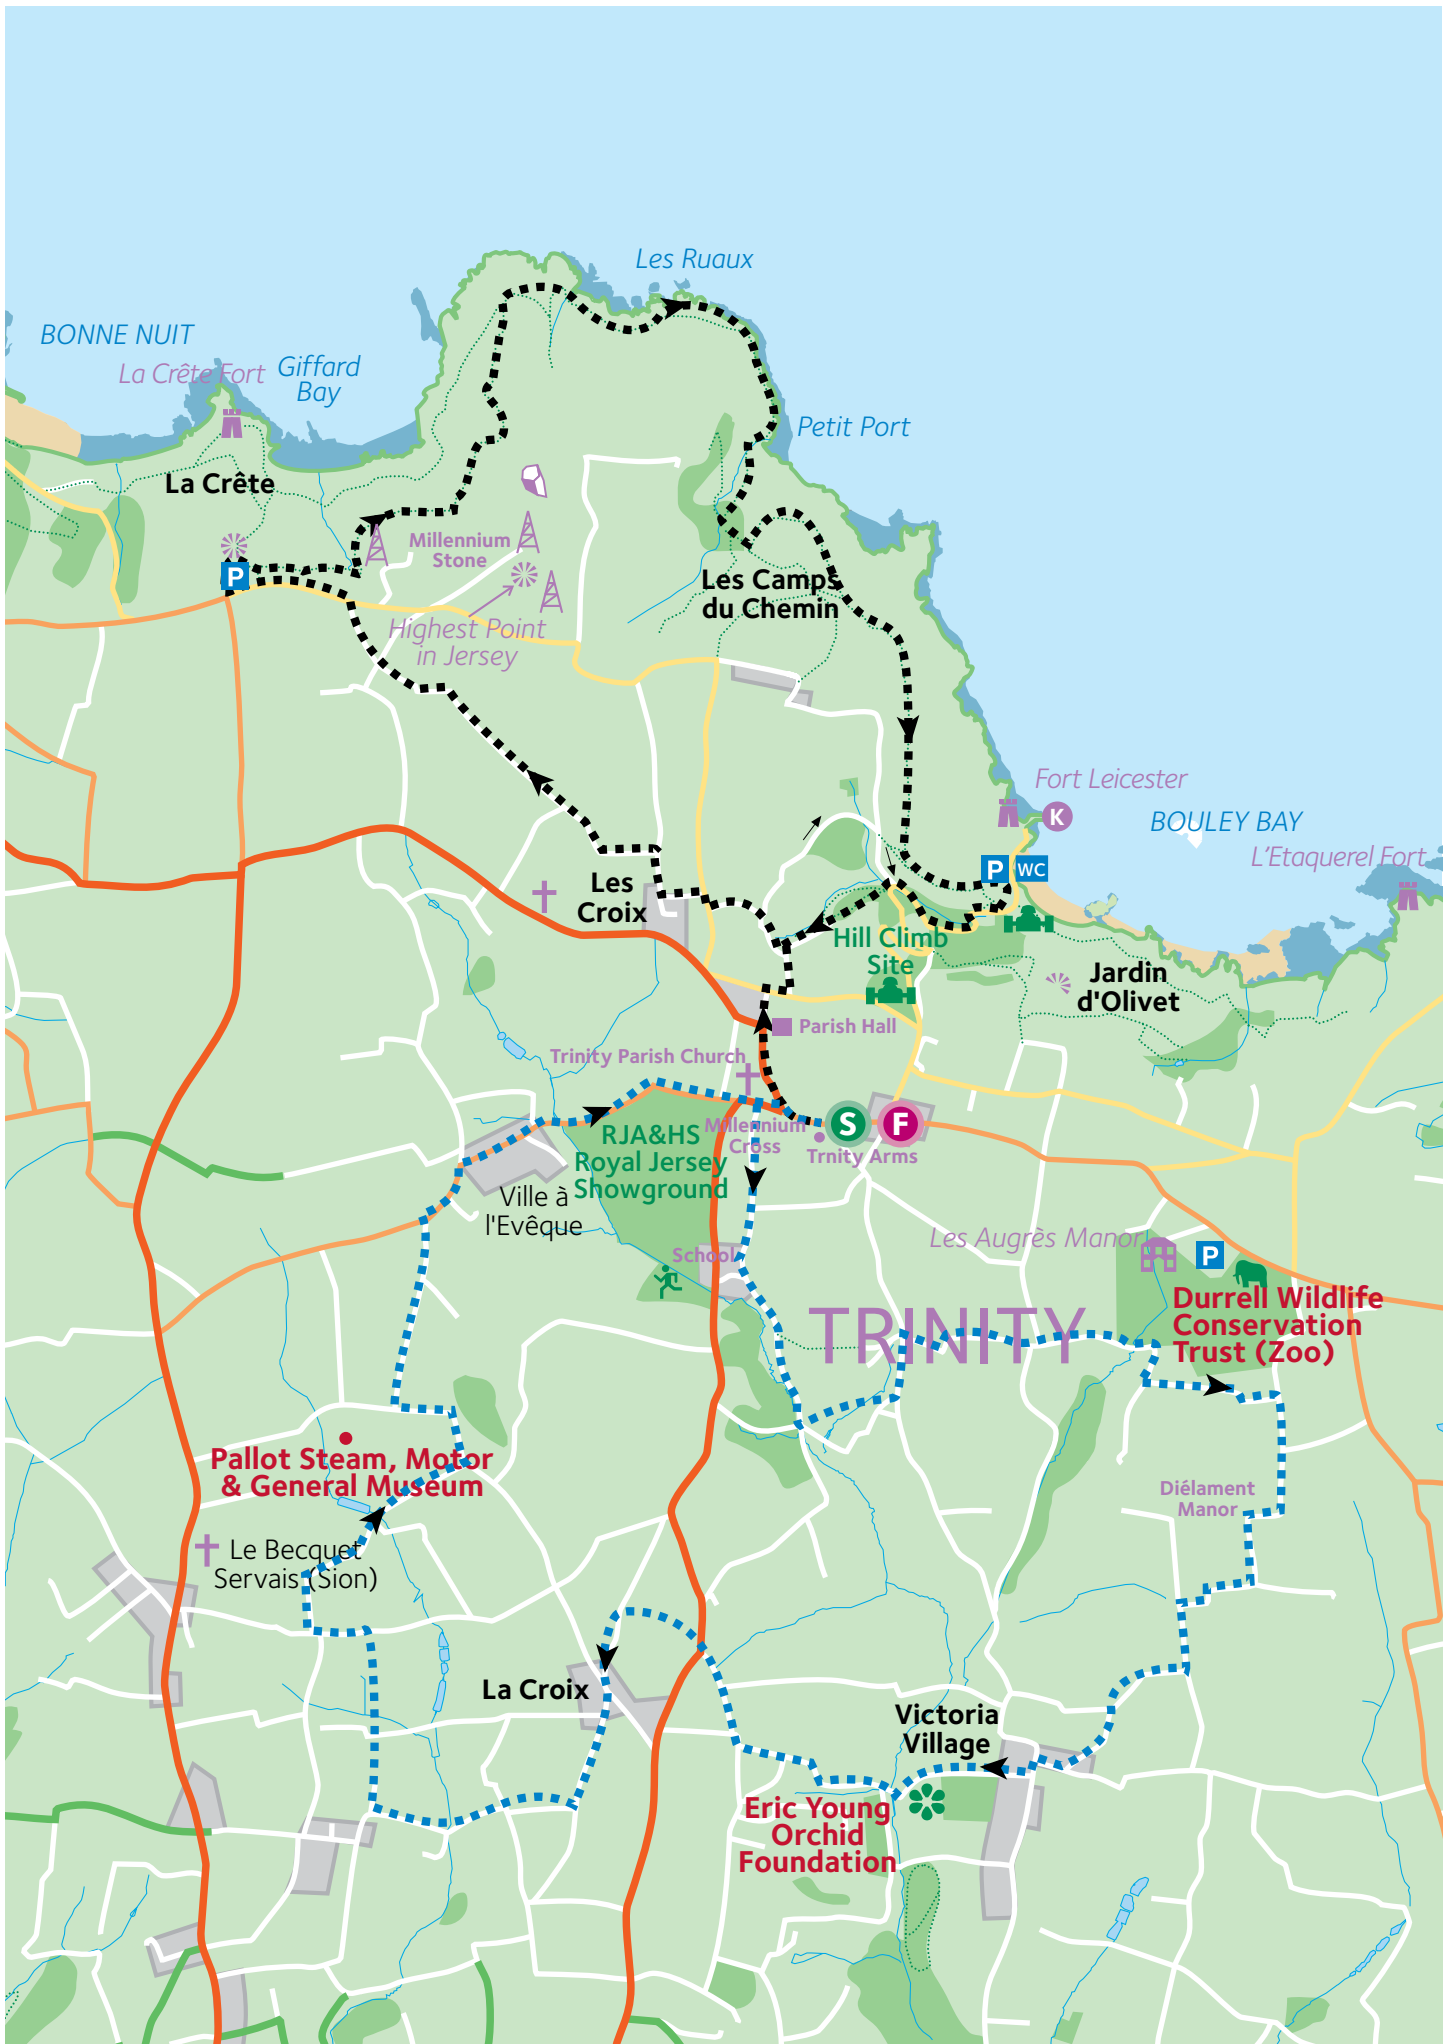 Les Ruaux
BONNE NUIT
La Crête Fort
Giffard
Bay
Petit Port
La Crête
Millennium
Stone
P
Les Camps
du Chemin
Highest Point
in Jersey
Fort Leicester
K
BOULEY BAY
L'Etaquerel Fort
P
WC
Les
Croix
Hill Climb
Site
Jardin
d'Olivet
Parish Hall
Trinity Parish Church
S
F
Millennium
Cross
Trnity Arms
RJA&HS
Royal Jersey
Showground
Ville à
l'Evêque
School
Les Augrès Manor
P
TRINITY
Durrell Wildlife
Conservation
Trust (Zoo)
Pallot Steam, Motor
& General Museum
Diélament
Manor
Le Becquet
Servais (Sion)
La Croix
Victoria
Village
Eric Young
Orchid
Foundation